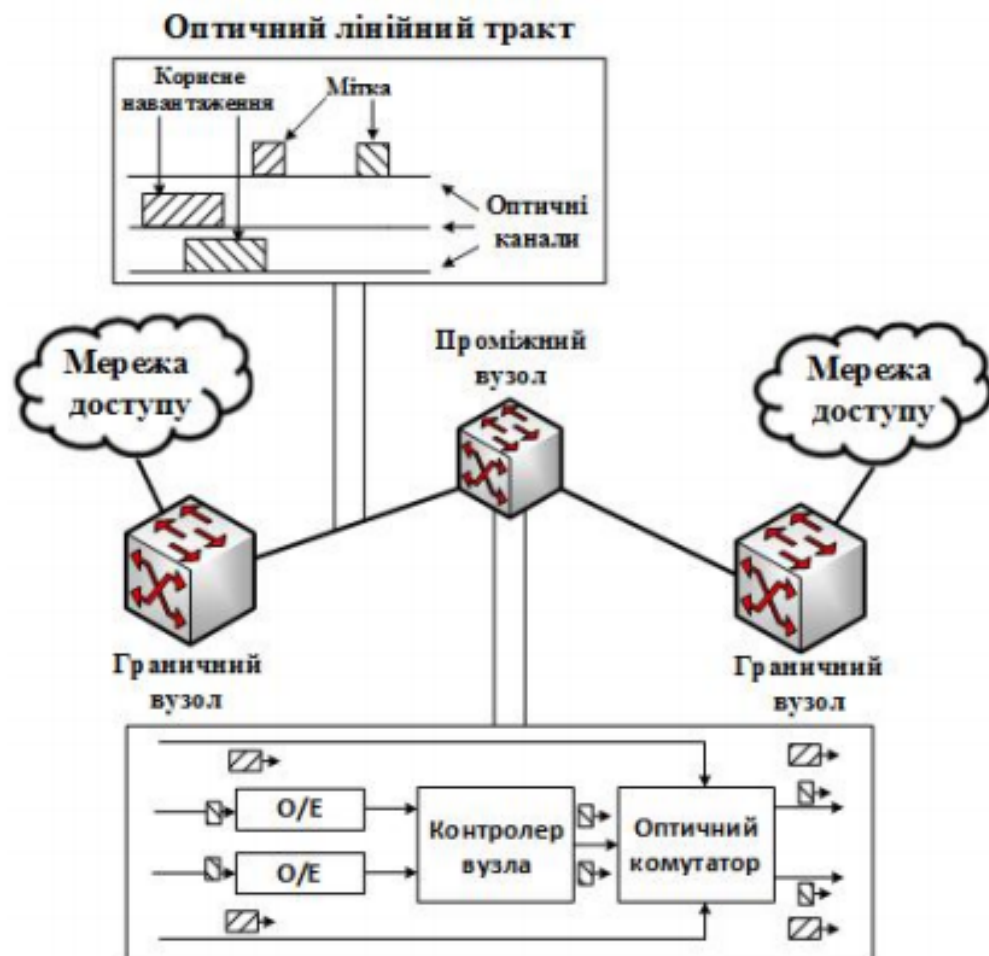 Оптичний лінійний тракт
Корисне
навантаження
Мітка
Оптичні
канали
Мережа
доступу
Проміжний
вузол
Мережа
доступу
Граничний
вузол
Граничний
вузол
О/Е
О/Е
Контролер
вузла
Оптичний
комутатор